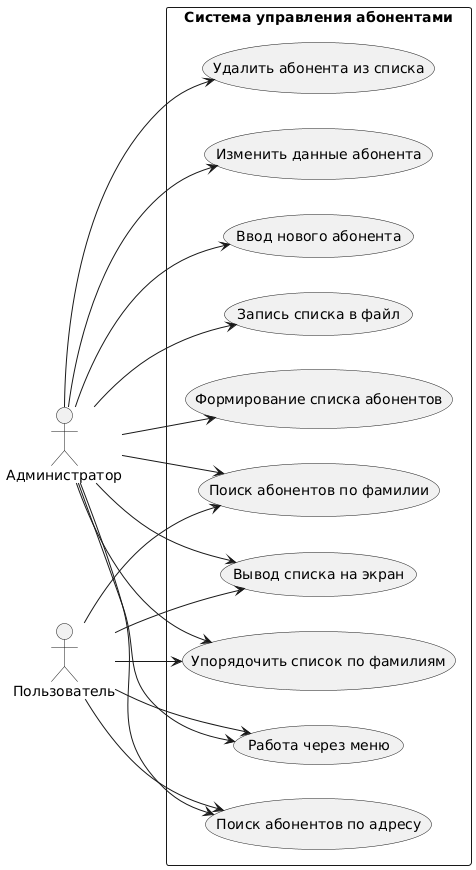 Система управления абонентами
Удалить абонента из списка
Изменить данные абонента
Ввод нового абонента
Запись списка в файл
Формирование списка абонентов
Администратор
Поиск абонентов по фамилии
Вывод списка на экран
Упорядочить список по фамилиям
Пользователь
Работа через меню
Поиск абонентов по адресу